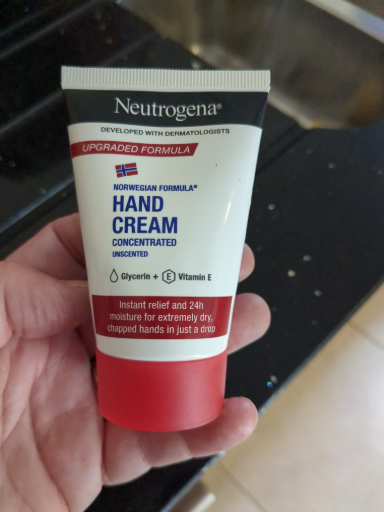 Neutrogena®
DEVELOPED WITH DERMATOLOGISTS
UPGRADED FORMULA
NORWEGIAN FORMULA®
HAND
CREAM
CONCENTRATED
UNSCENTED
Glycerin + E Vitamin E
Instant relief and 24h
moisture for extremely dry,
chapped hands in just a drop